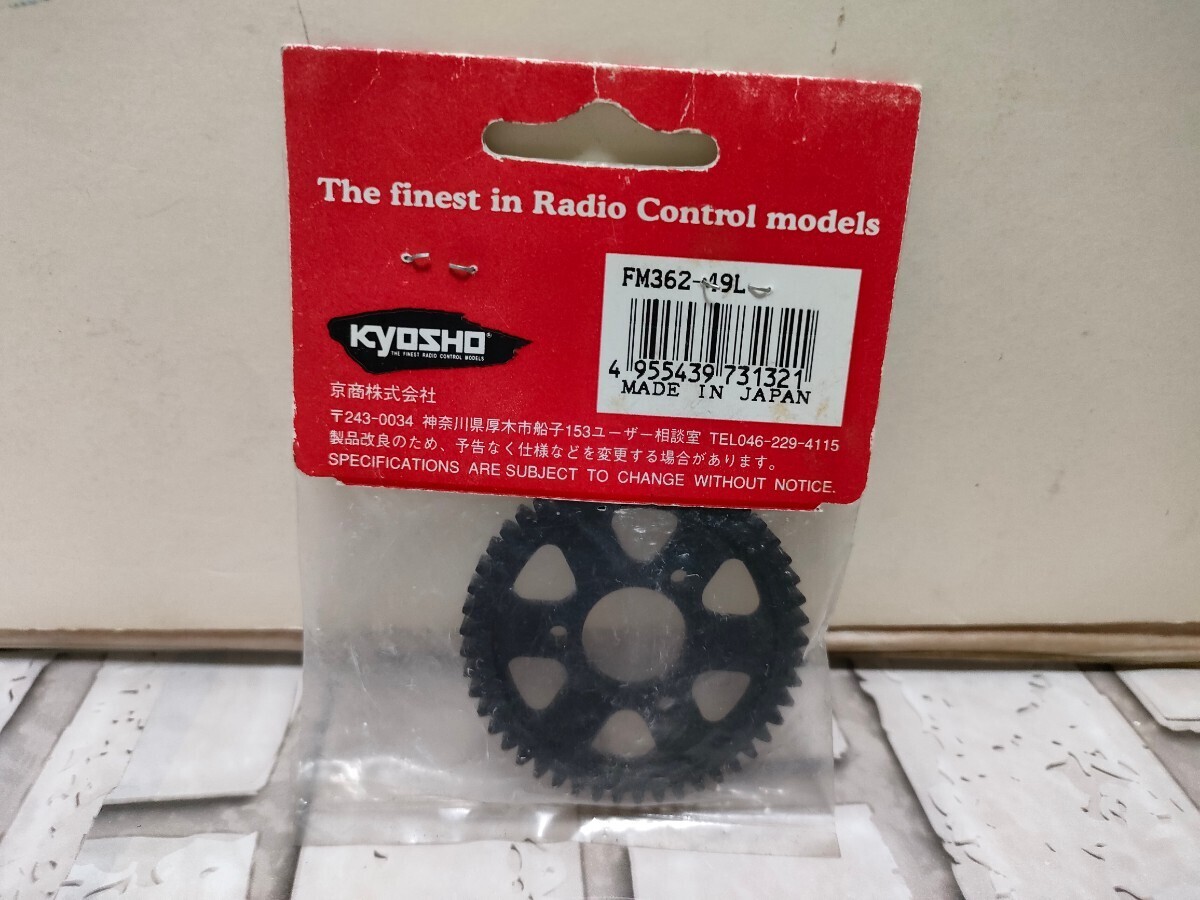 The finest in Radio Control models
FM362-49L
4 955439 731321
MADE IN JAPAN
KYOSHO®
THE FINEST RADIO CONTROL MODELS
京商株式会社
〒243-0034 神奈川県厚木市船子153ユーザー相談室 TEL046-229-4115
製品改良のため、予告なく仕様などを変更する場合があります。
SPECIFICATIONS ARE SUBJECT TO CHANGE WITHOUT NOTICE.